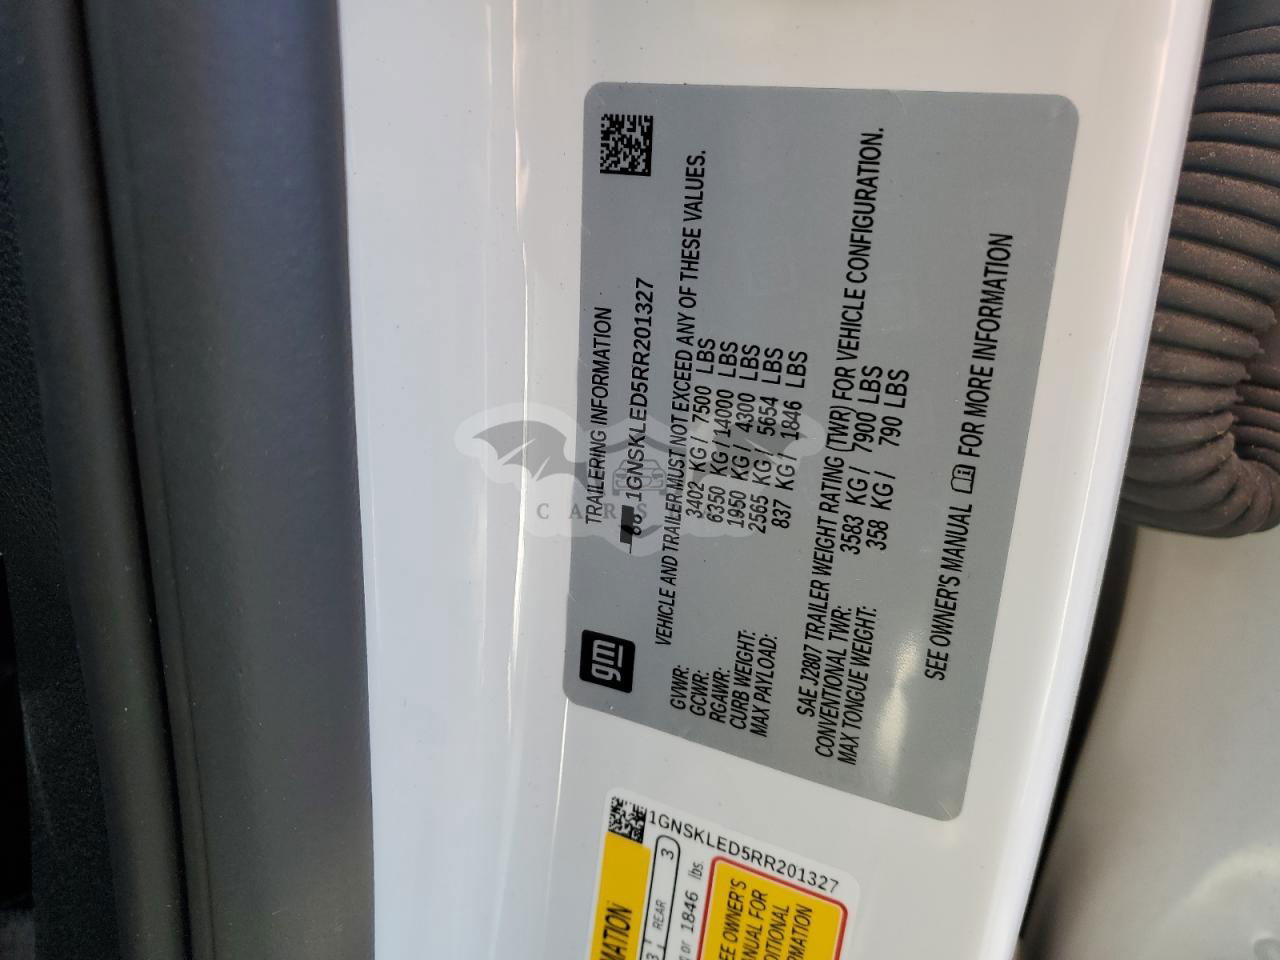 TRAILERING INFORMATION
1GNSKLED5RR201327
gm
VEHICLE AND TRAILER MUST NOT EXCEED ANY OF THESE VALUES.
GVWR: 3402 KG / 7500 LBS
GCWR: 6350 KG / 14000 LBS
RGAWR: 1950 KG / 4300 LBS
CURB WEIGHT: 2565 KG / 5654 LBS
MAX PAYLOAD: 837 KG / 1846 LBS
SAE J2807 TRAILER WEIGHT RATING (TWR) FOR VEHICLE CONFIGURATION.
CONVENTIONAL TWR: 3583 KG / 7900 LBS
MAX TONGUE WEIGHT: 358 KG / 790 LBS
SEE OWNER'S MANUAL FOR MORE INFORMATION
CARS
1GNSKLED5RR201327
REAR 3
or 1846 lbs.
OWNER'S
FOR